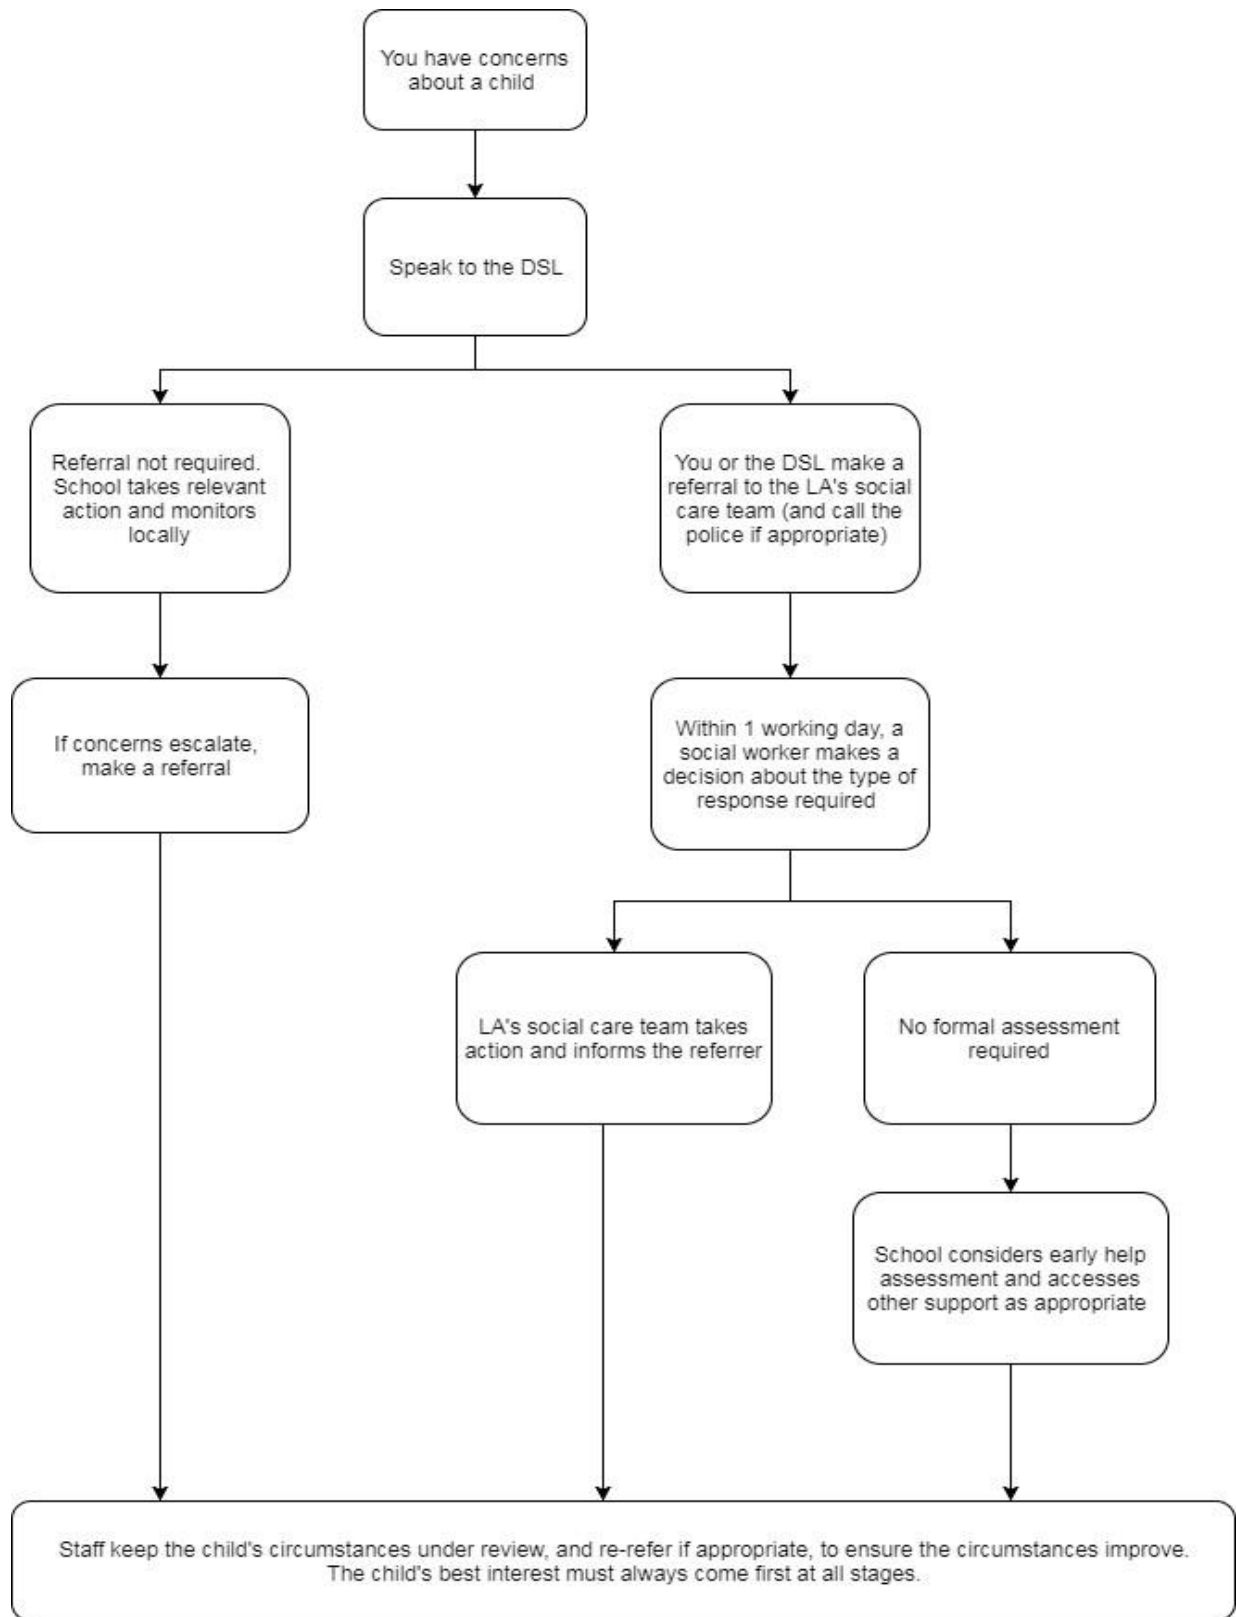 You have concerns
about a child
Speak to the DSL
Referral not required.
School takes relevant
action and monitors
locally
You or the DSL make a
referral to the LA's social
care team (and call the
police if appropriate)
If concerns escalate,
make a referral
Within 1 working day, a
social worker makes a
decision about the type of
response required
LA's social care team takes
action and informs the referrer
No formal assessment
required
School considers early help
assessment and accesses
other support as appropriate
Staff keep the child's circumstances under review, and re-refer if appropriate, to ensure the circumstances improve.
The child's best interest must always come first at all stages.